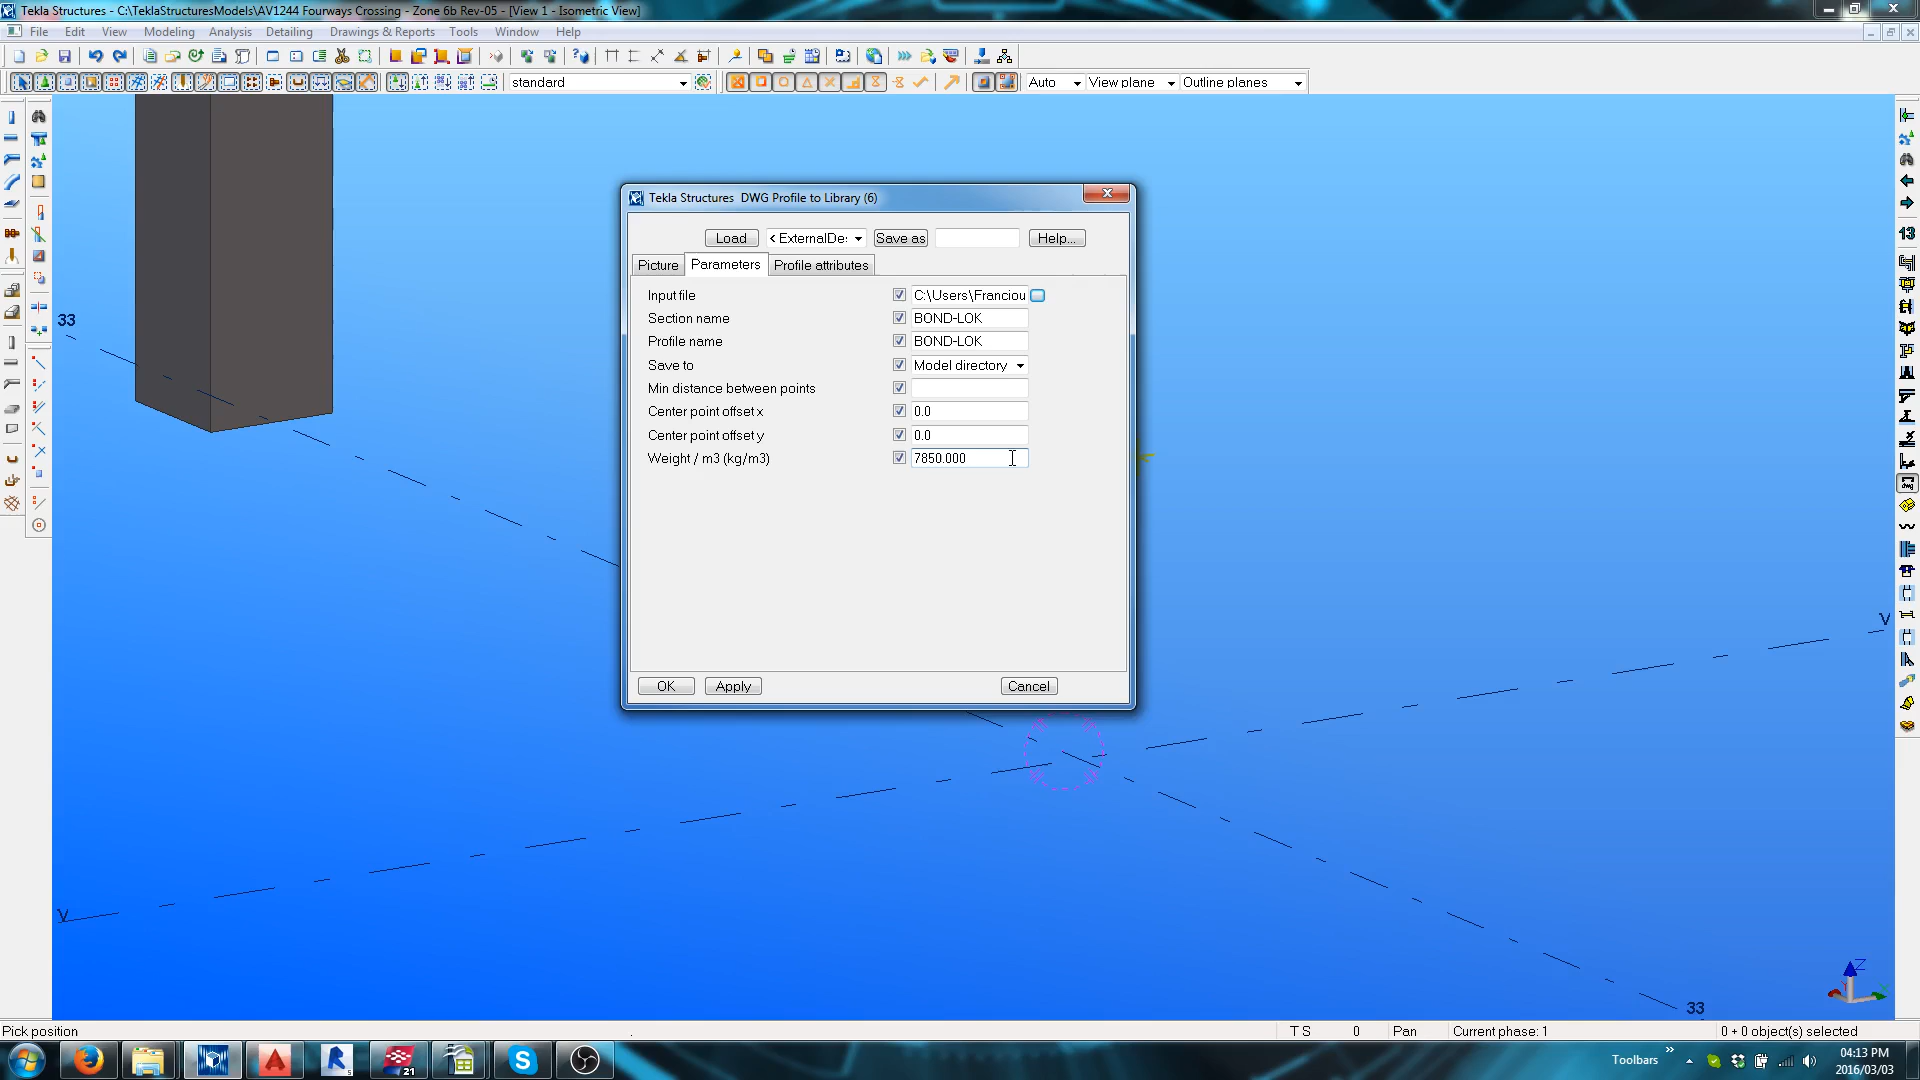 Tekla Structures - C:\TeklaStructuresModels\AV1244 Fourways Crossing - Zone 6b Rev-05 - [View 1 - Isometric View]
File Edit View Modeling Analysis Detailing Drawings & Reports Tools Window Help
standard Auto View plane Outline planes
13
33
Tekla Structures DWG Profile to Library (6)
Load < ExternalDe: Save as Help...
Picture Parameters Profile attributes
Input file C:\Users\Franciou
Section name BOND-LOK
Profile name BOND-LOK
Save to Model directory
Min distance between points
Center point offset x 0.0
Center point offset y 0.0
Weight / m3 (kg/m3) 7850.000
OK Apply Cancel
dwg
V
V
Z
33
Pick position T S 0 Pan Current phase: 1 0 + 0 object(s) selected
21
Toolbars » 04:13 PM
2016/03/03